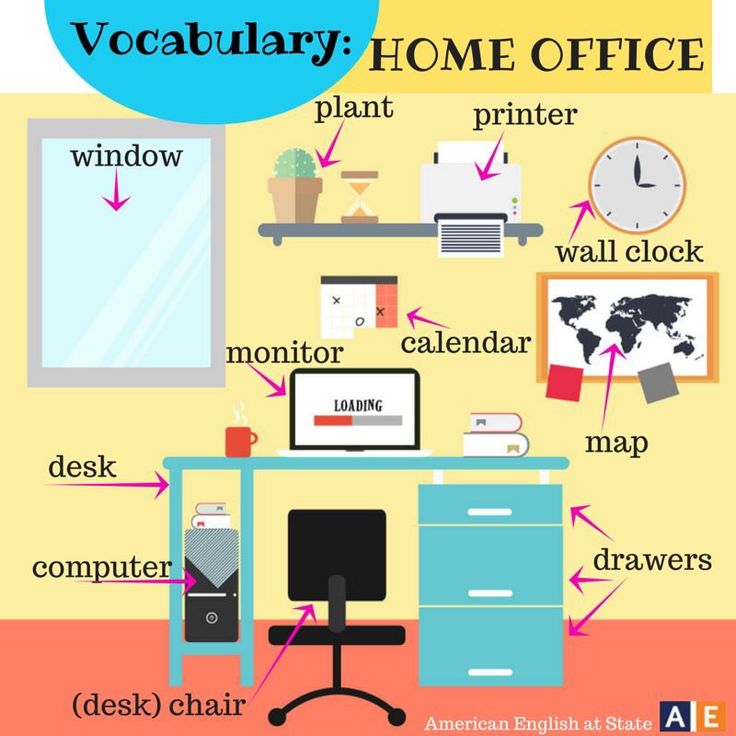 Vocabulary:
HOME OFFICE
plant
printer
window
wall clock
calendar
monitor
LOADING
map
desk
computer
drawers
(desk) chair
American English at State
AE